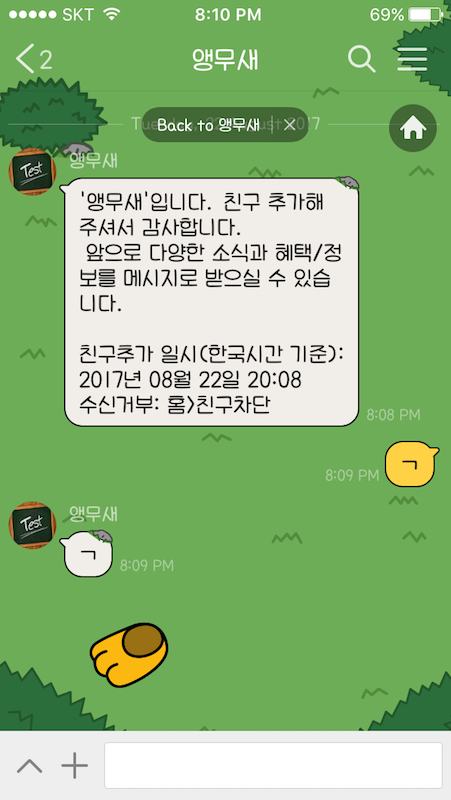 SKT 8:10 PM 69%
2 앵무새
Back to 앵무새 | ×
Test 앵무새
'앵무새'입니다. 친구 추가해
주셔서 감사합니다.
앞으로 다양한 소식과 혜택/정
보를 메시지로 받으실 수 있습
니다.
친구추가 일시(한국시간 기준):
2017년 08월 22일 20:08
수신거부: 홈>친구차단
8:08 PM
8:09 PM ㄱ
Test 앵무새
ㄱ 8:09 PM